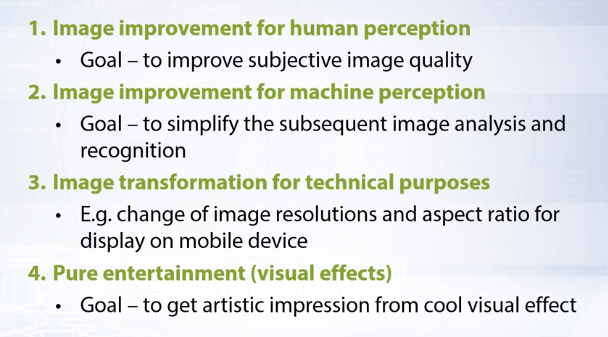 1. Image improvement for human perception
• Goal – to improve subjective image quality
2. Image improvement for machine perception
• Goal – to simplify the subsequent image analysis and
recognition
3. Image transformation for technical purposes
• E.g. change of image resolutions and aspect ratio for
display on mobile device
4. Pure entertainment (visual effects)
• Goal – to get artistic impression from cool visual effect